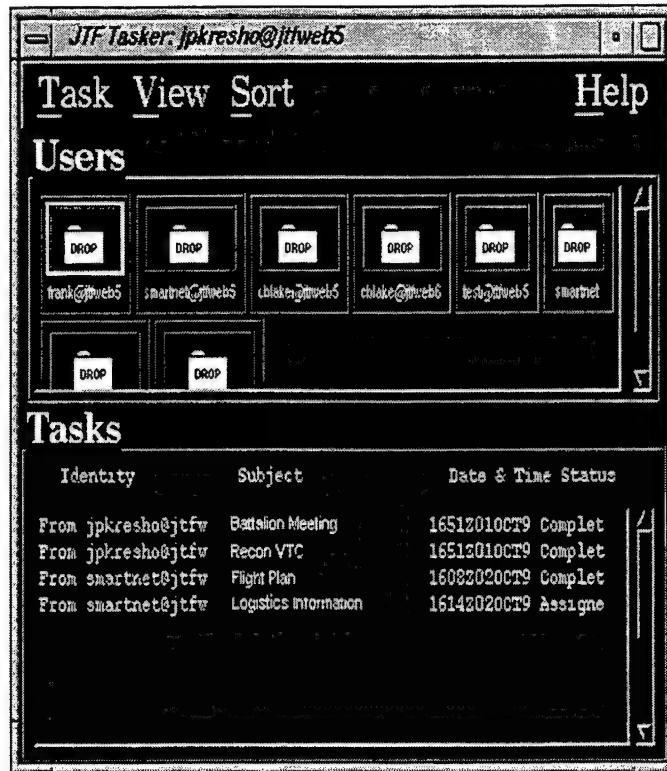 JTF Tasker: jpkresho@jtfweb5
Task View Sort Help
Users
DROP DROP DROP DROP DROP DROP
frank@jtfweb5 smartnet@jtfweb5 cblake@jtfweb5 cblake@jtfweb6 test@jtfweb5 smartnet
DROP DROP
Tasks
Identity Subject Date & Time Status
From jpkresho@jtfw Battalion Meeting 1651Z01OCT9 Complet
From jpkresho@jtfw Recon VTC 1651Z01OCT9 Complet
From smartnet@jtfw Flight Plan 1608Z02OCT9 Complet
From smartnet@jtfw Logistics Information 1614Z02OCT9 Assigne